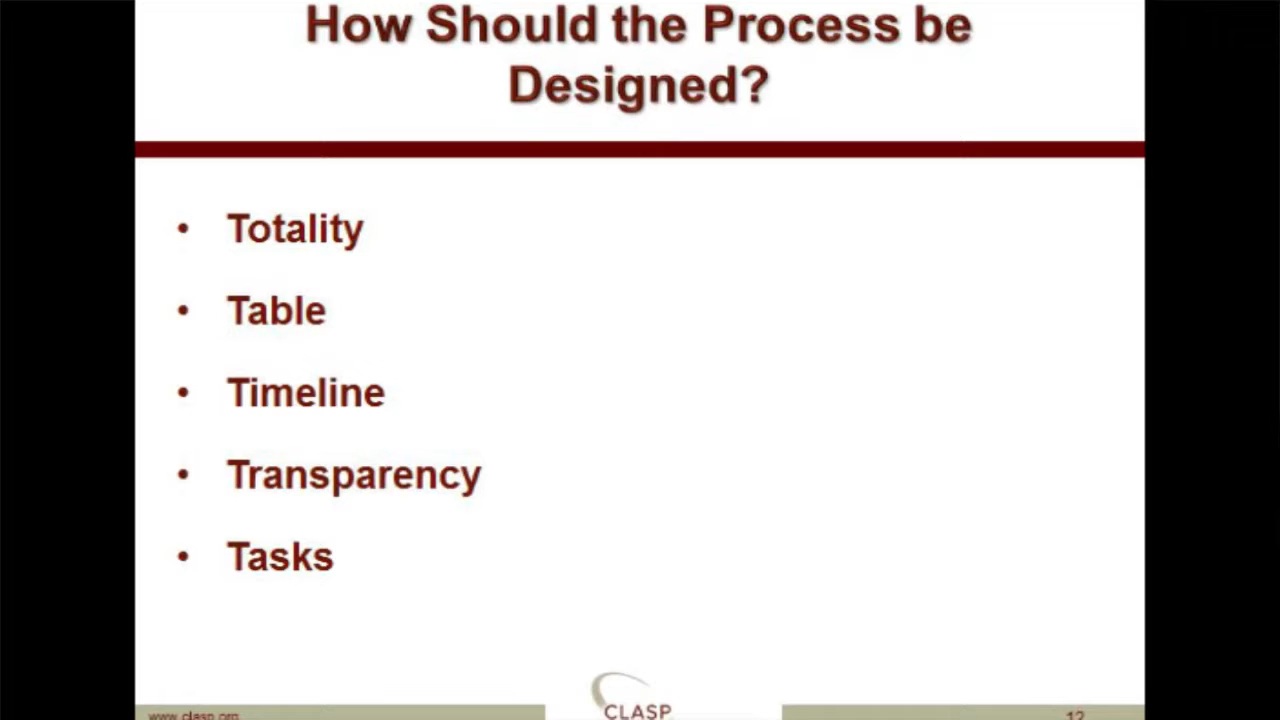 How Should the Process be
Designed?
• Totality
• Table
• Timeline
• Transparency
• Tasks
www.clasp.org
CLASP
12